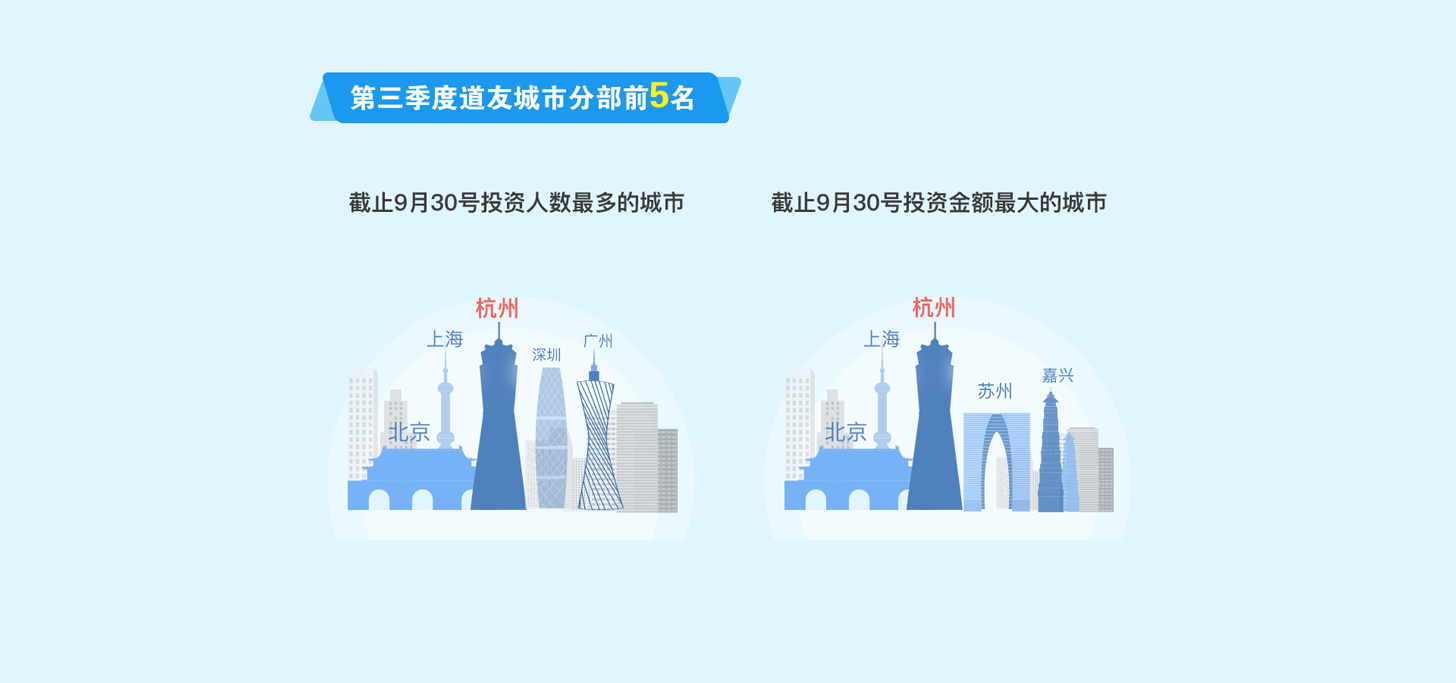 第三季度道友城市分部前5名
截止9月30号投资人数最多的城市
杭州
上海
广州
深圳
北京
截止9月30号投资金额最大的城市
杭州
上海
嘉兴
苏州
北京